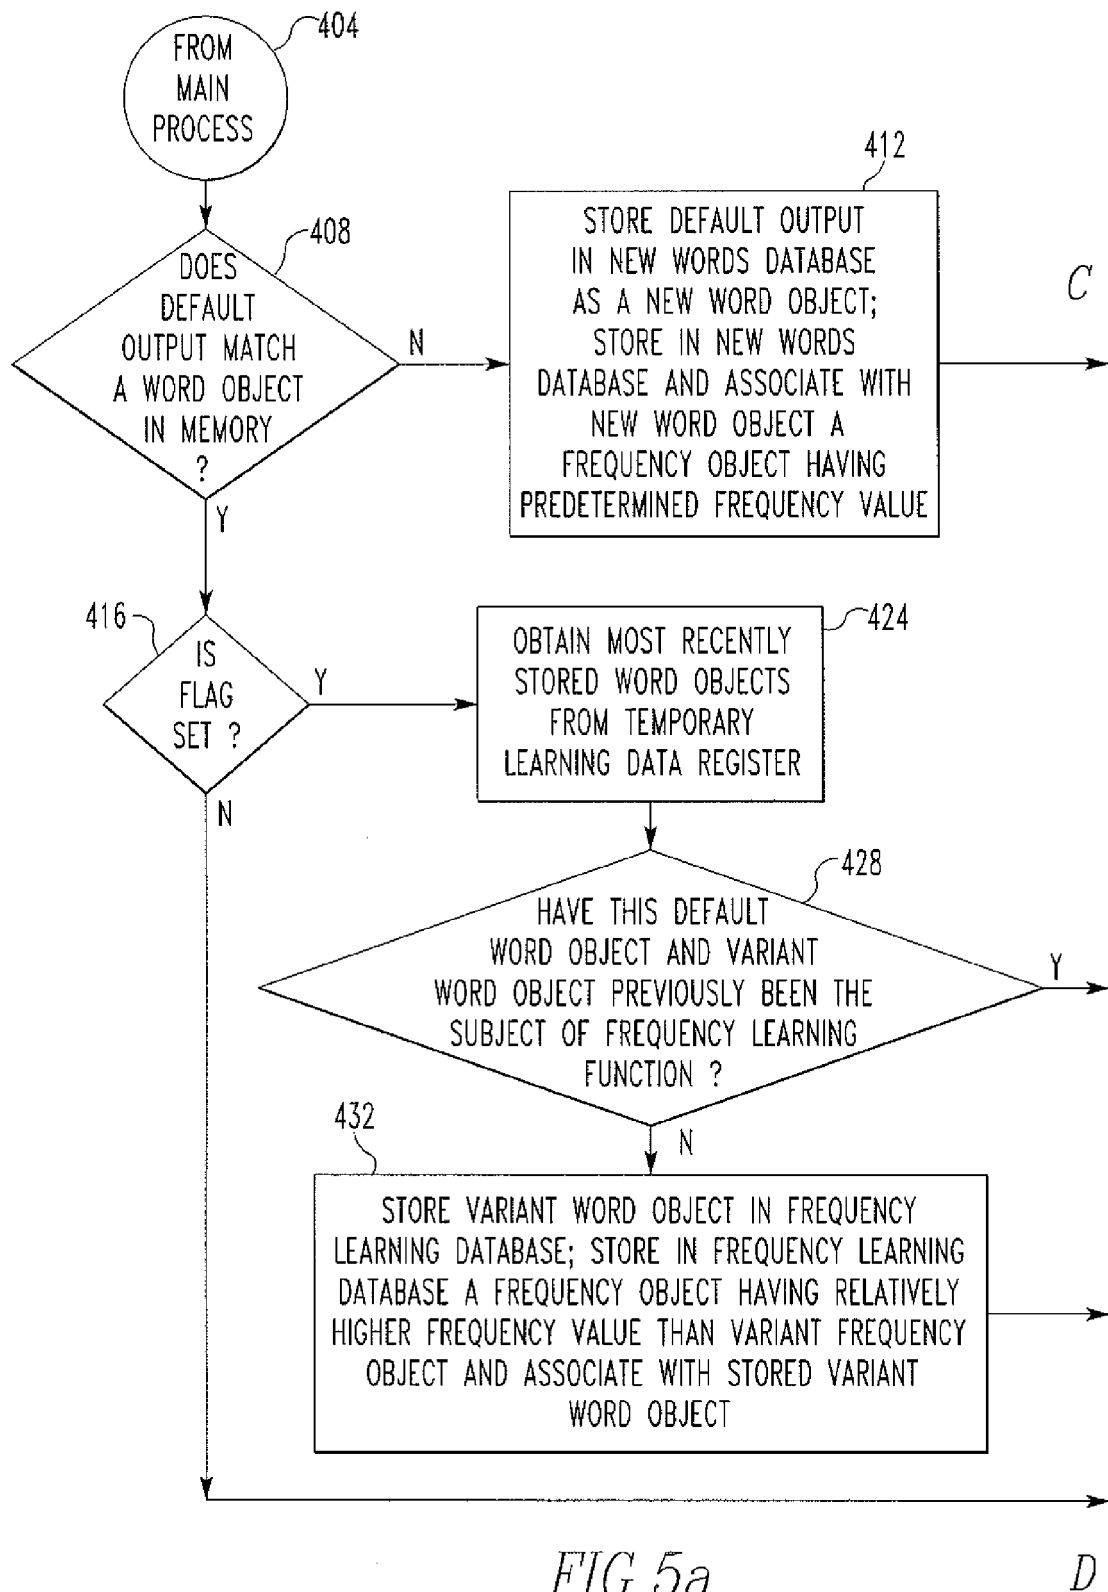 404
FROM
MAIN
PROCESS
408
DOES
DEFAULT
OUTPUT MATCH
A WORD OBJECT
IN MEMORY
?
N
Y
412
STORE DEFAULT OUTPUT
IN NEW WORDS DATABASE
AS A NEW WORD OBJECT;
STORE IN NEW WORDS
DATABASE AND ASSOCIATE WITH
NEW WORD OBJECT A
FREQUENCY OBJECT HAVING
PREDETERMINED FREQUENCY VALUE
C
416
IS
FLAG
SET ?
Y
N
424
OBTAIN MOST RECENTLY
STORED WORD OBJECTS
FROM TEMPORARY
LEARNING DATA REGISTER
428
HAVE THIS DEFAULT
WORD OBJECT AND VARIANT
WORD OBJECT PREVIOUSLY BEEN THE
SUBJECT OF FREQUENCY LEARNING
FUNCTION ?
Y
N
432
STORE VARIANT WORD OBJECT IN FREQUENCY
LEARNING DATABASE; STORE IN FREQUENCY LEARNING
DATABASE A FREQUENCY OBJECT HAVING RELATIVELY
HIGHER FREQUENCY VALUE THAN VARIANT FREQUENCY
OBJECT AND ASSOCIATE WITH STORED VARIANT
WORD OBJECT
FIG. 5a
D